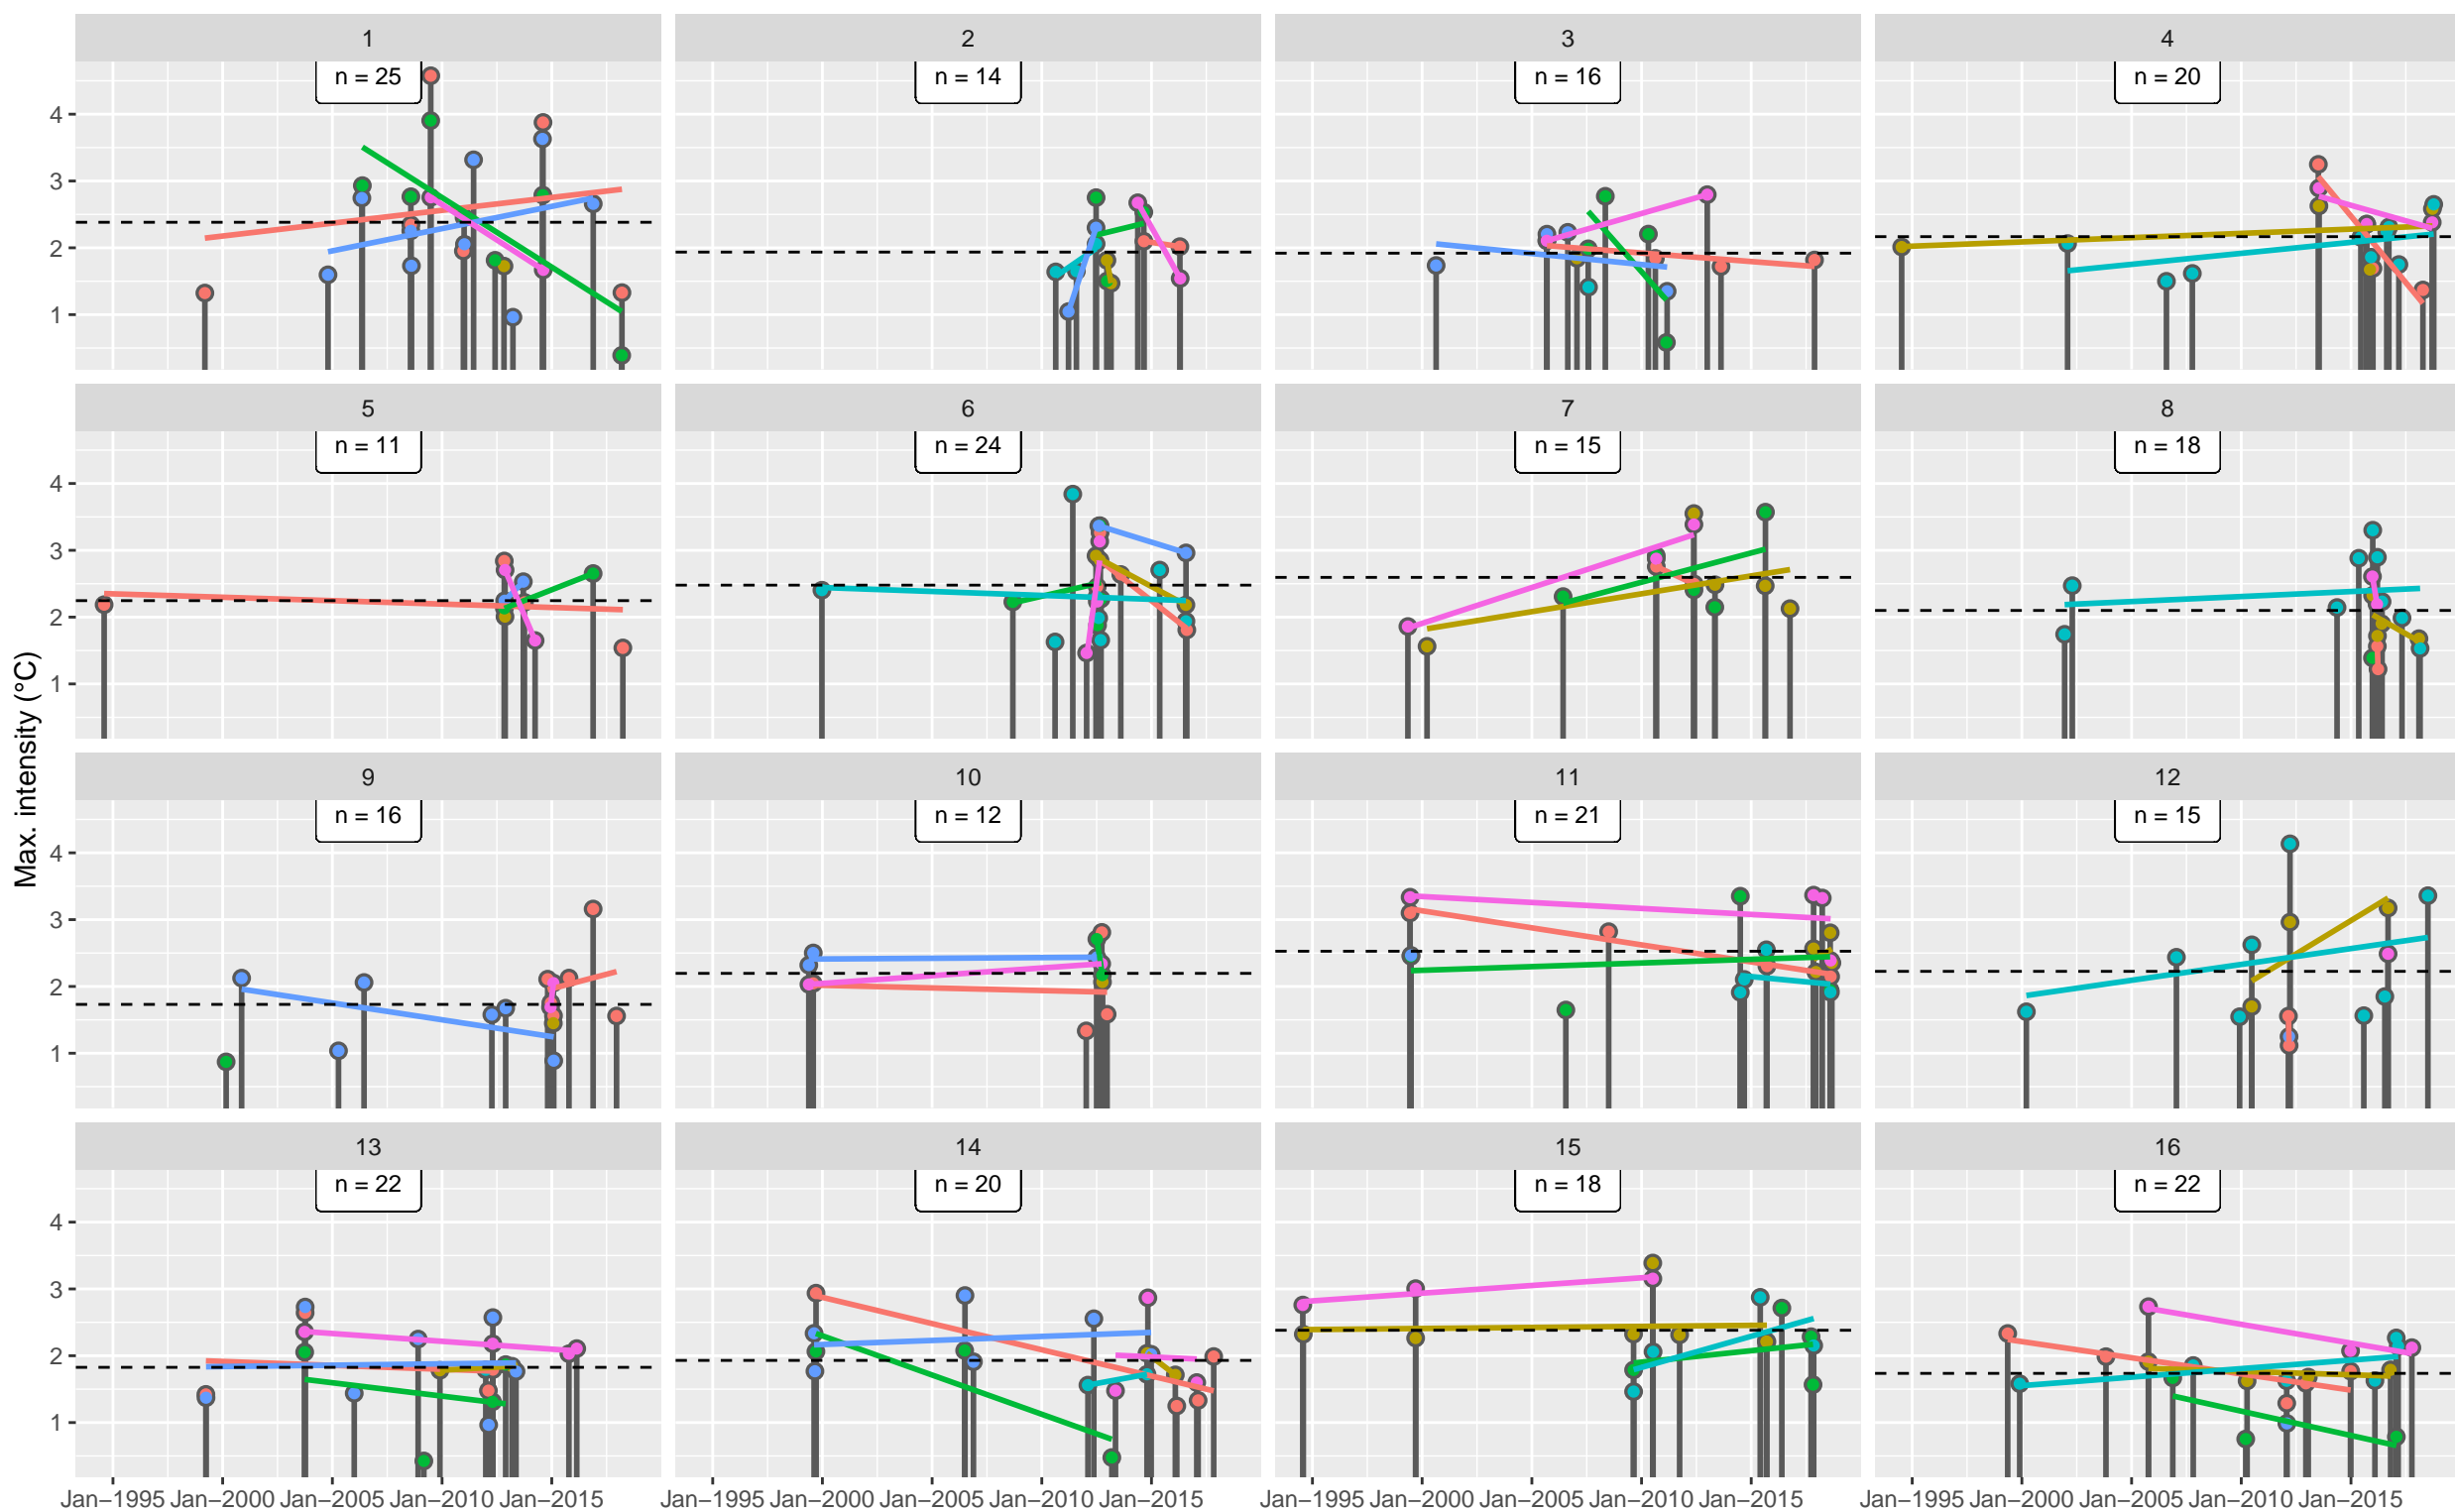 1 2 3 4
n = 25 n = 14 n = 16 n = 20
4
3
2
1
5 6 7 8
n = 11 n = 24 n = 15 n = 18
4
3
2
1
Max. intensity (°C)
9 10 11 12
n = 16 n = 12 n = 21 n = 15
4
3
2
1
13 14 15 16
n = 22 n = 20 n = 18 n = 22
4
3
2
1
Jan–1995 Jan–2000 Jan–2005 Jan–2010 Jan–2015 Jan–1995 Jan–2000 Jan–2005 Jan–2010 Jan–2015 Jan–1995 Jan–2000 Jan–2005 Jan–2010 Jan–2015 Jan–1995 Jan–2000 Jan–2005 Jan–2010 Jan–2015